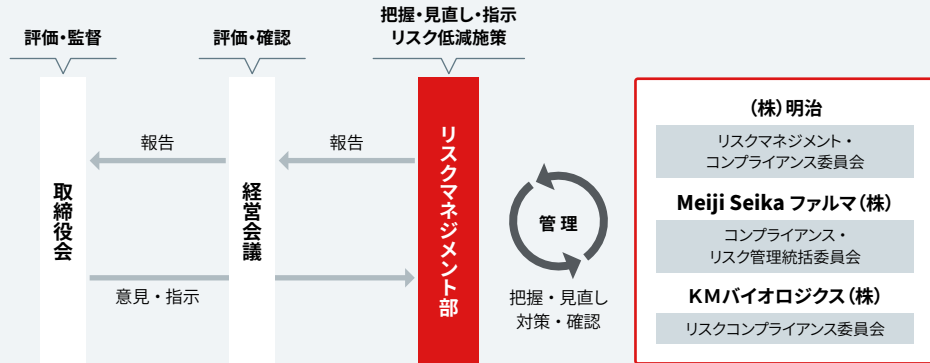 評価・監督
評価・確認
把握・見直し・指示
リスク低減施策
取締役会
報告
経営会議
報告
リスクマネジメント部
意見・指示
管理
把握・見直し
対策・確認
(株)明治
リスクマネジメント・
コンプライアンス委員会
Meiji Seika ファルマ(株)
コンプライアンス・
リスク管理統括委員会
KMバイオロジクス(株)
リスクコンプライアンス委員会